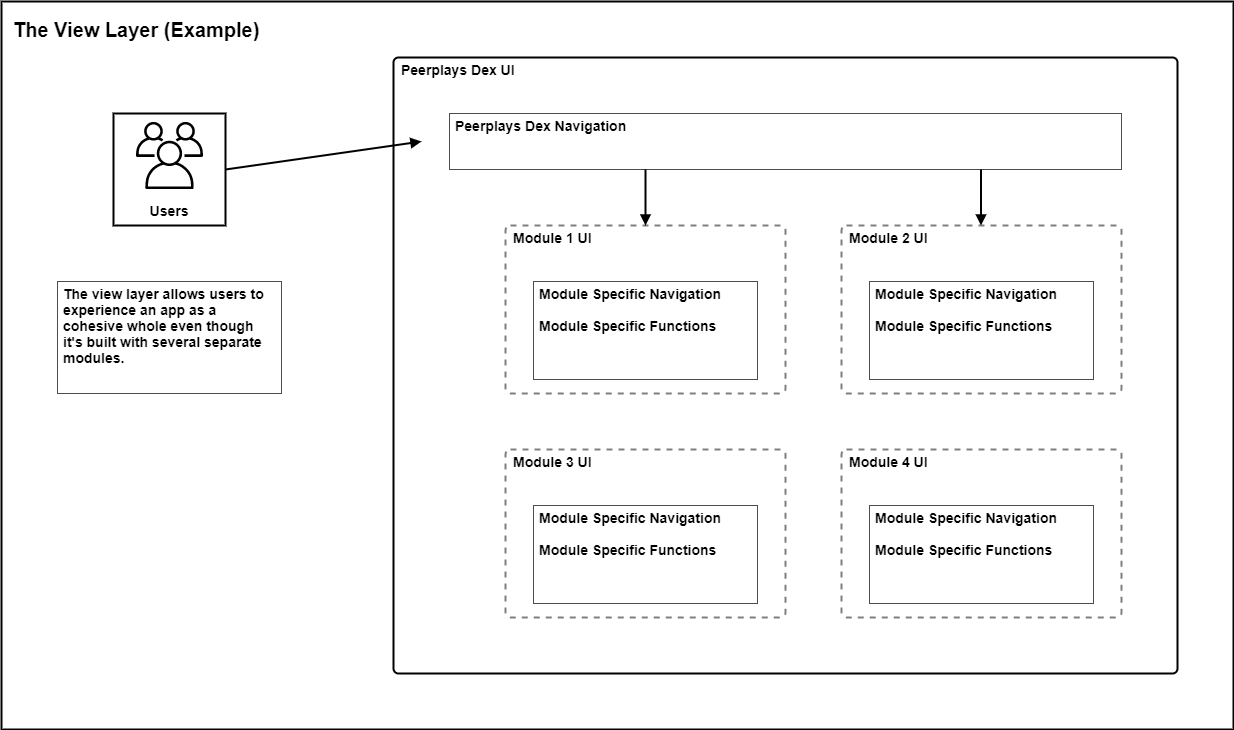 The View Layer (Example)
Peerplays Dex UI
Users
Peerplays Dex Navigation
The view layer allows users to
experience an app as a
cohesive whole even though
it's built with several separate
modules.
Module 1 UI
Module Specific Navigation
Module Specific Functions
Module 2 UI
Module Specific Navigation
Module Specific Functions
Module 3 UI
Module Specific Navigation
Module Specific Functions
Module 4 UI
Module Specific Navigation
Module Specific Functions